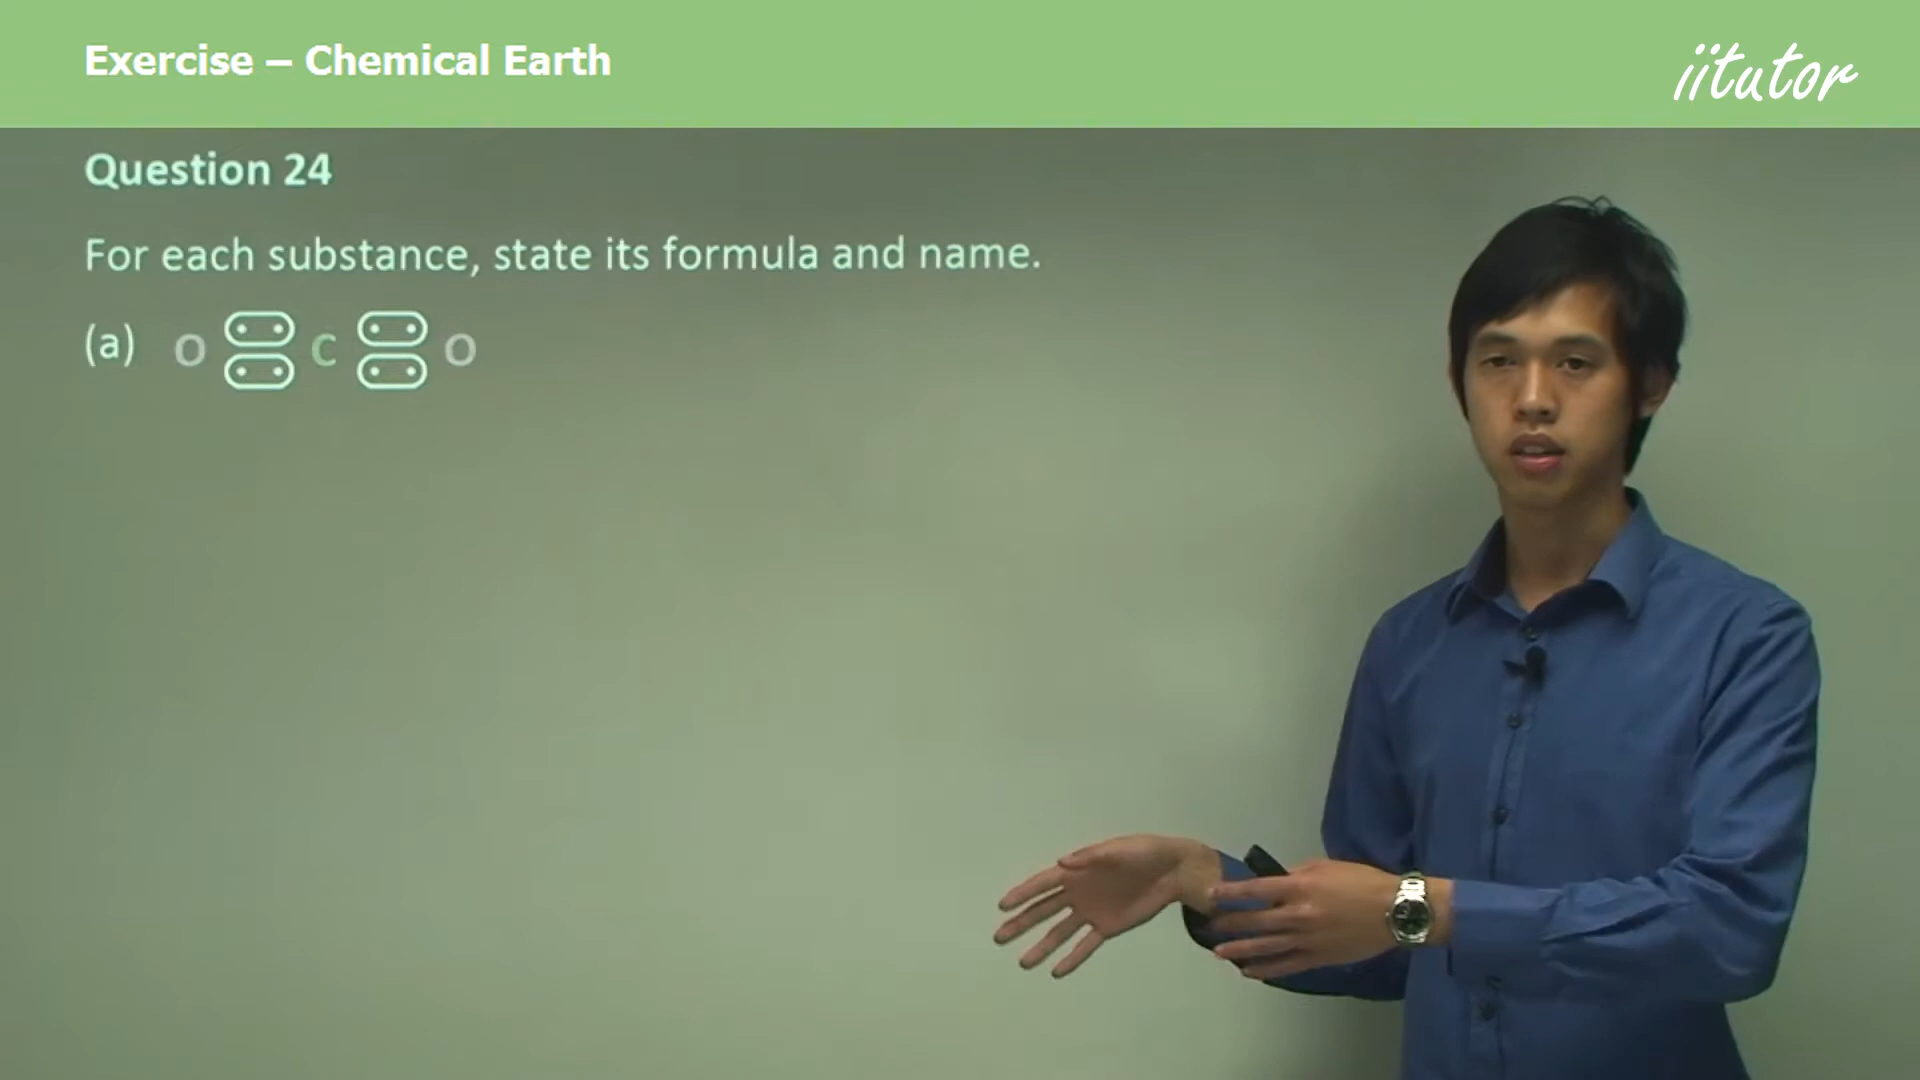 Exercise – Chemical Earth
iitutor
Question 24
For each substance, state its formula and name.
(a) O C O